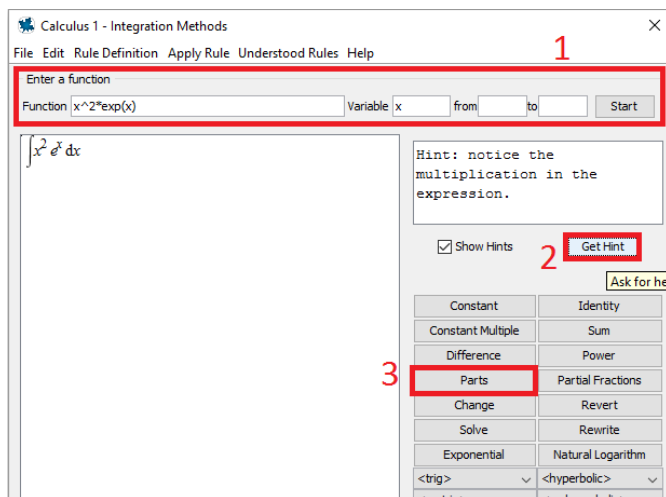 Calculus 1 - Integration Methods
File Edit Rule Definition Apply Rule Understood Rules Help
1
Enter a function
Function x^2*exp(x) Variable x from to Start
∫x² eˣ dx
Hint: notice the
multiplication in the
expression.
Show Hints
2
Get Hint
Ask for he
Constant Identity
Constant Multiple Sum
Difference Power
3
Parts Partial Fractions
Change Revert
Solve Rewrite
Exponential Natural Logarithm
<trig> <hyperbolic>